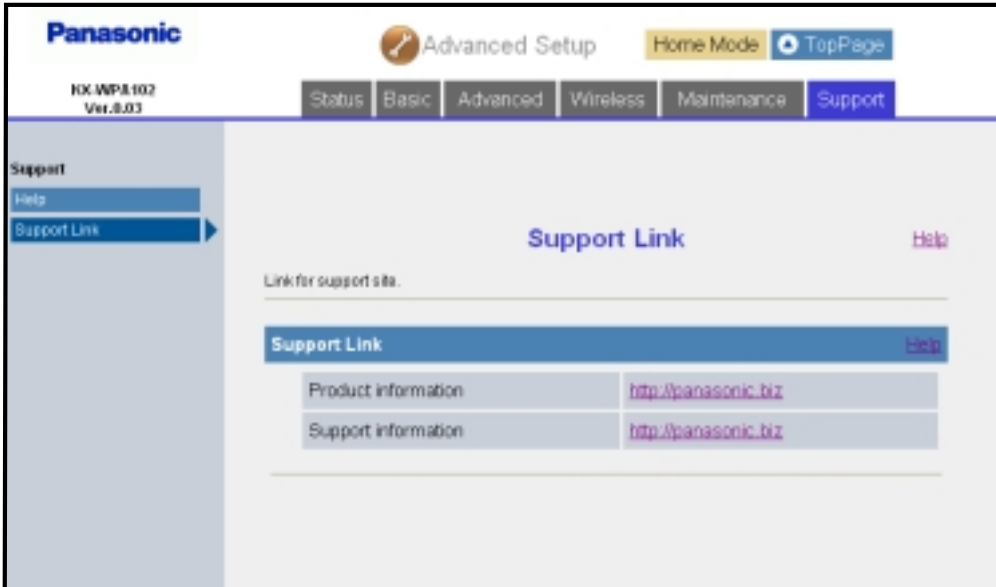 Panasonic
Advanced Setup
Home Mode
TopPage
KX-WPA102
Ver.0.03
Status
Basic
Advanced
Wireless
Maintenance
Support
Support
Help
Support Link
Support Link
Help
Link for support site.
Support Link
Help
Product information
http://panasonic.biz
Support information
http://panasonic.biz